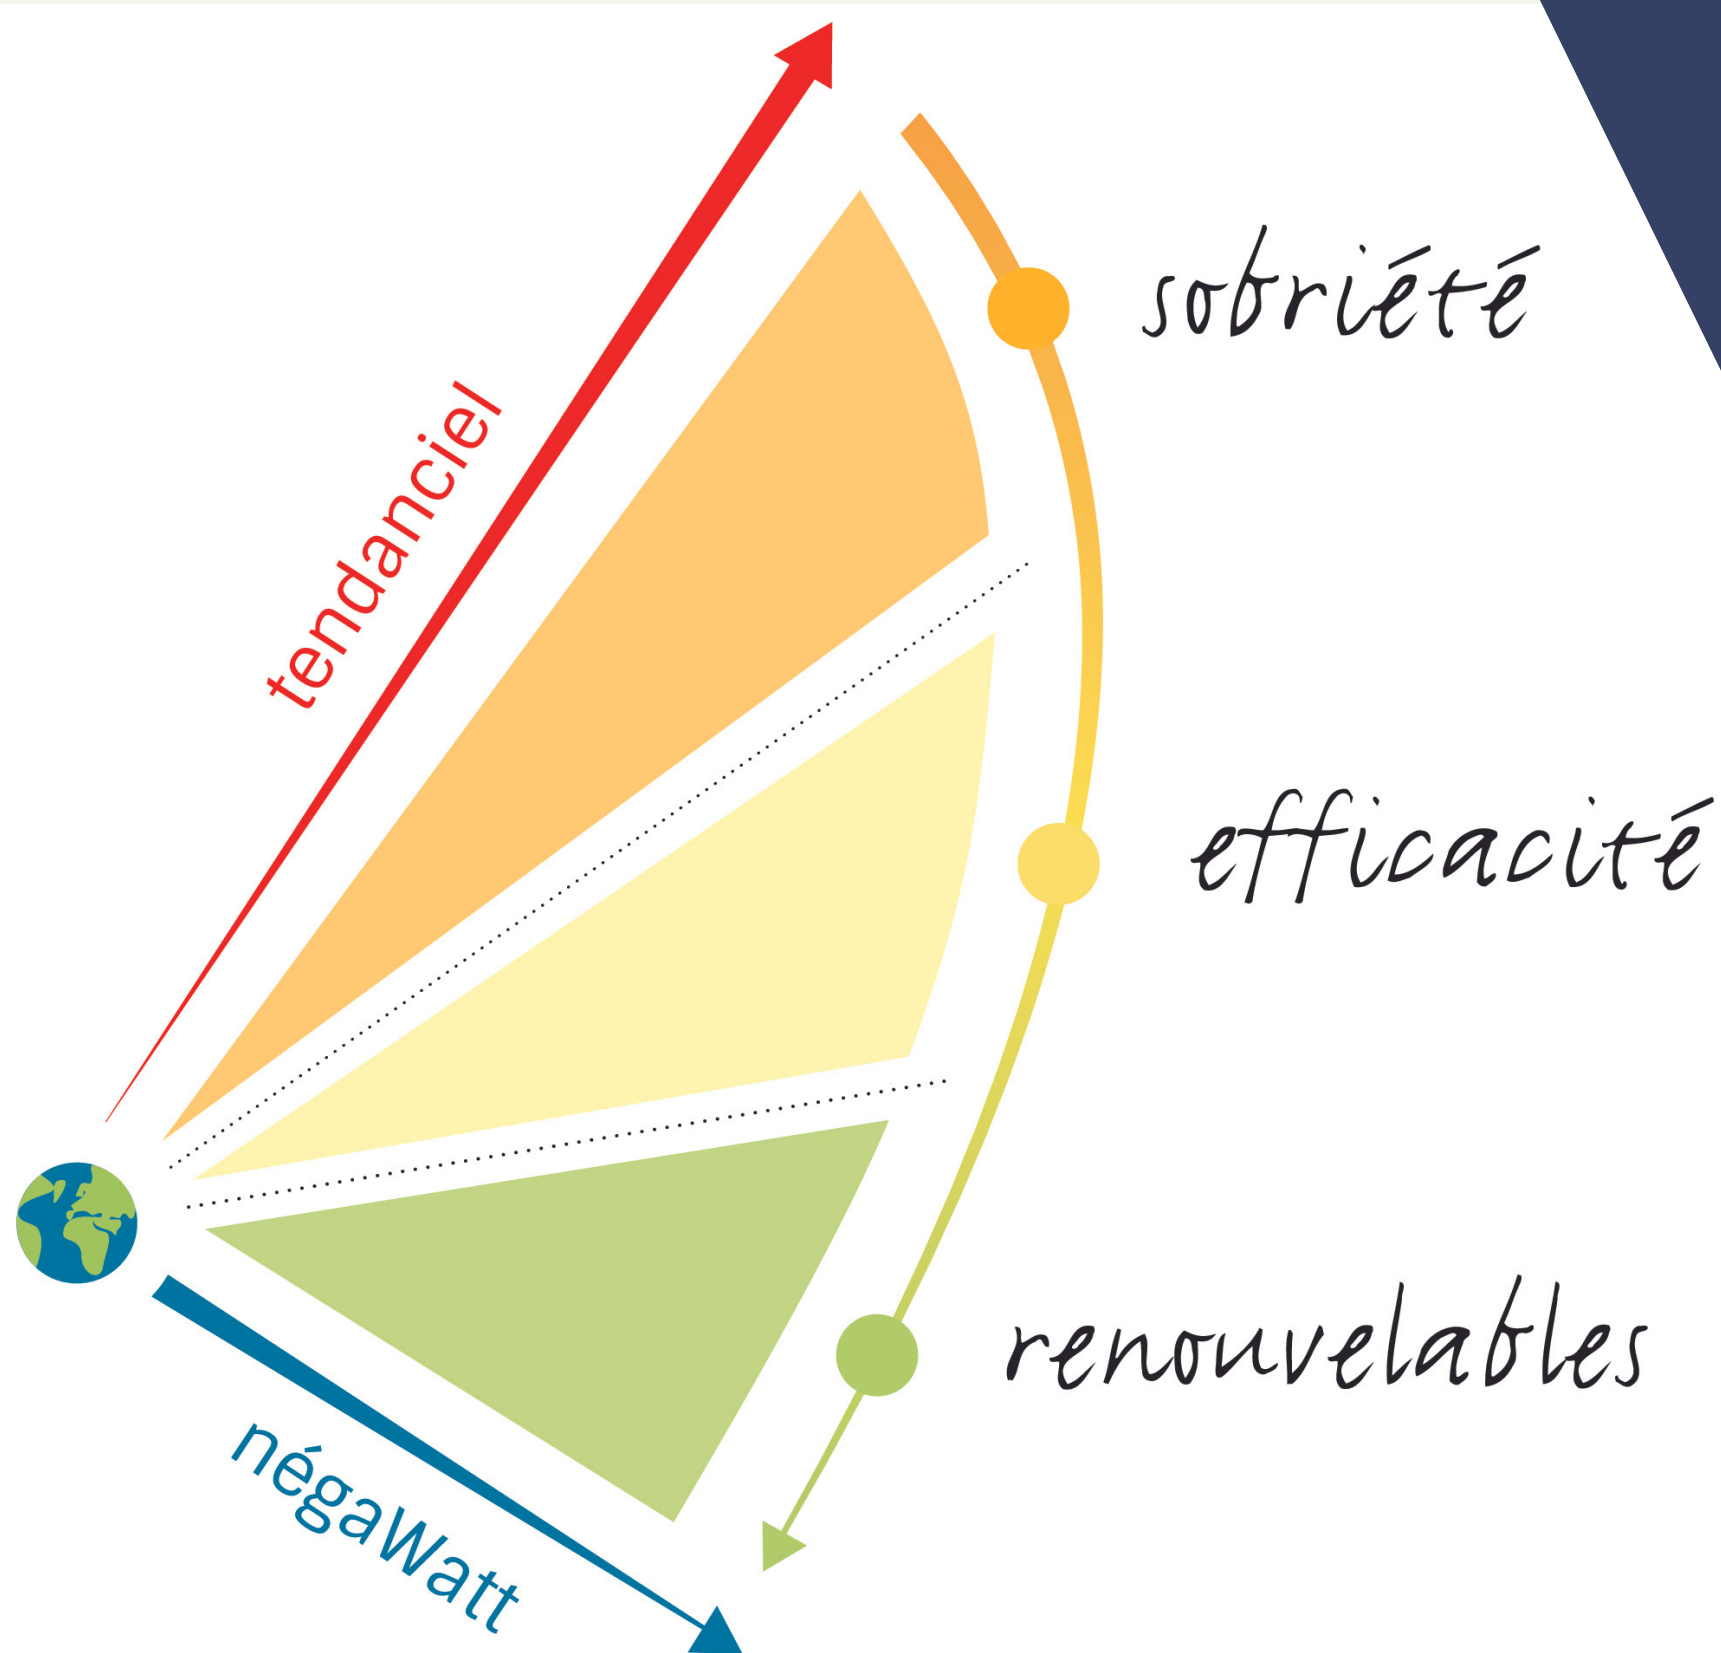 tendanciel
sobriété
efficacité
renouvelables
négaWatt